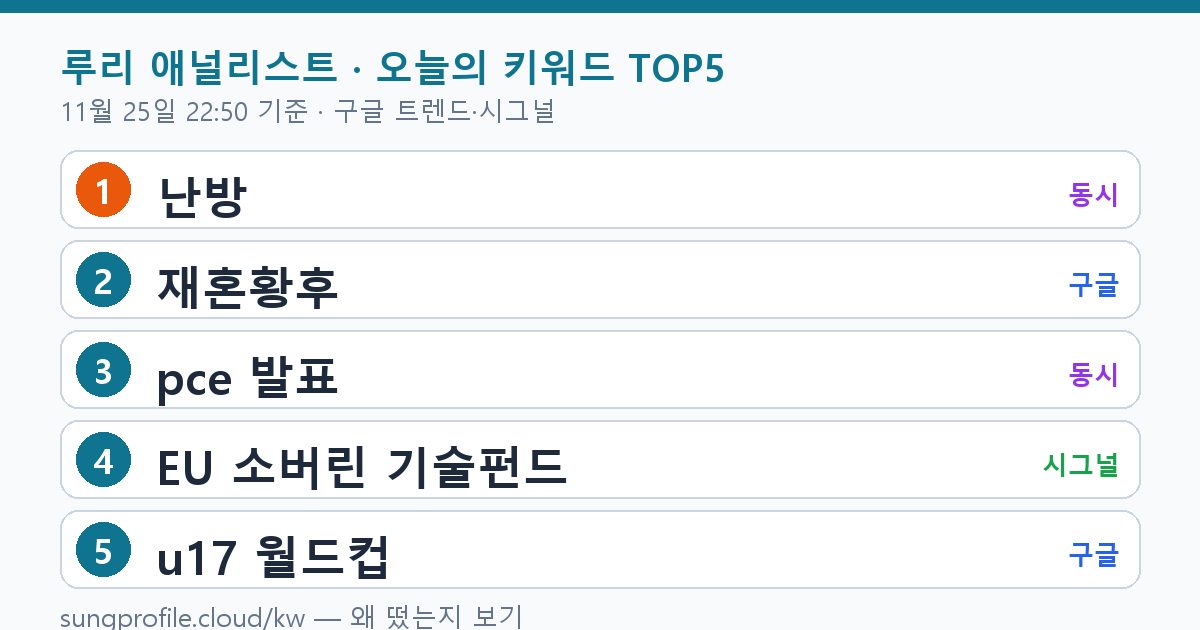 루리 애널리스트 · 오늘의 키워드 TOP5
11월 25일 22:50 기준 · 구글 트렌드·시그널
1 난방 동시
2 재혼황후 구글
3 pce 발표 동시
4 EU 소버린 기술펀드 시그널
5 u17 월드컵 구글
sungprofile.cloud/kw — 왜 떴는지 보기